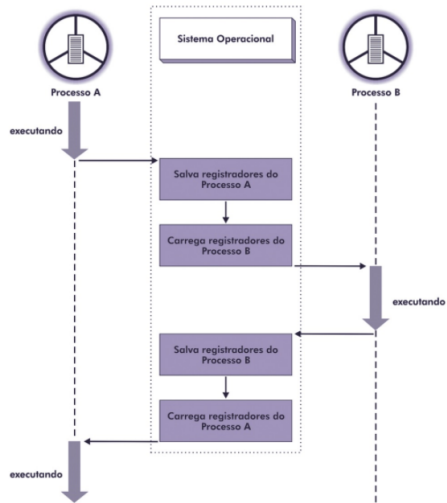 Sistema Operacional
Processo A
Processo B
executando
Salva registradores do
Processo A
Carrega registradores do
Processo B
executando
Salva registradores do
Processo B
Carrega registradores do
Processo A
executando